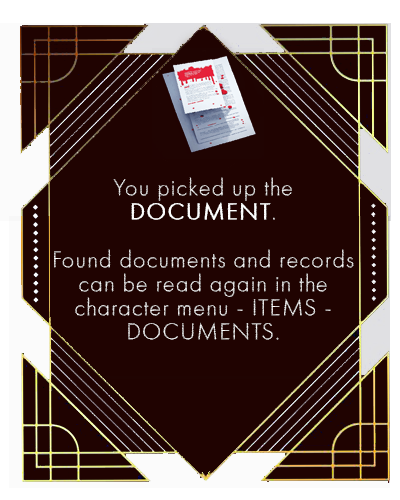 You picked up the
DOCUMENT.
Found documents and records
can be read again in the
character menu - ITEMS -
DOCUMENTS.